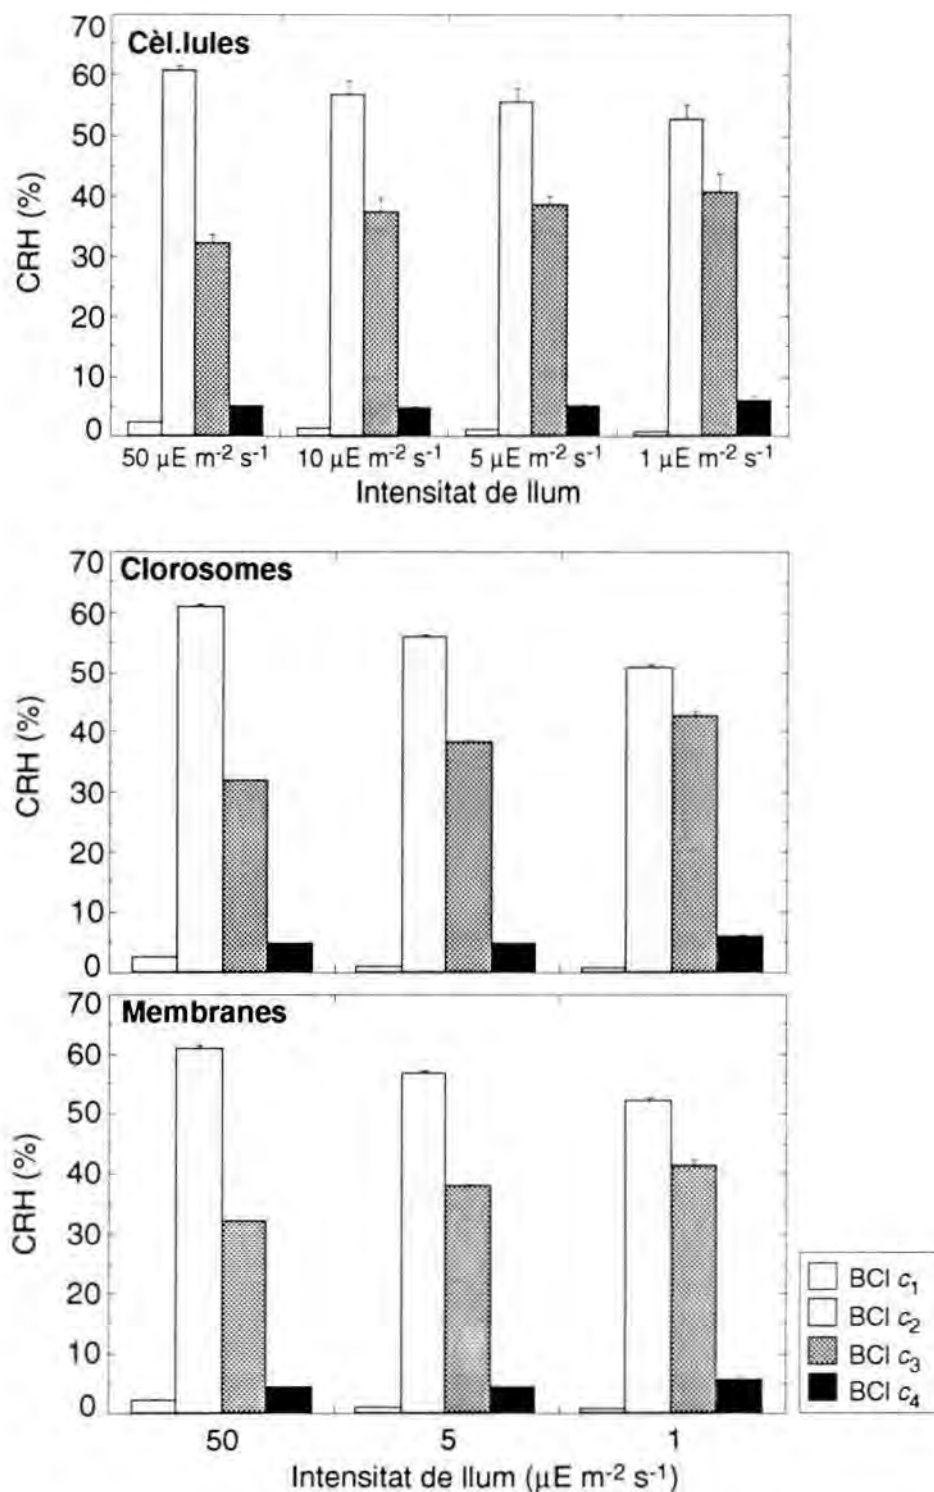 Cèl.lules
70
60
50
40
30
20
10
0
CRH (%)
50 µE m-2 s-1 10 µE m-2 s-1 5 µE m-2 s-1 1 µE m-2 s-1
Intensitat de llum
Clorosomes
70
60
50
40
30
20
10
0
CRH (%)
Membranes
70
60
50
40
30
20
10
0
CRH (%)
50 5 1
Intensitat de llum (µE m-2 s-1)
BCl c1
BCl c2
BCl c3
BCl c4